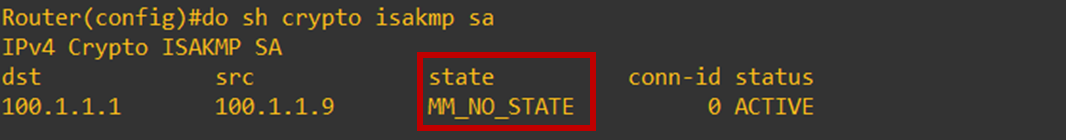 Router(config)#do sh crypto isakmp sa
IPv4 Crypto ISAKMP SA
dst src state conn-id status
100.1.1.1 100.1.1.9 MM_NO_STATE 0 ACTIVE